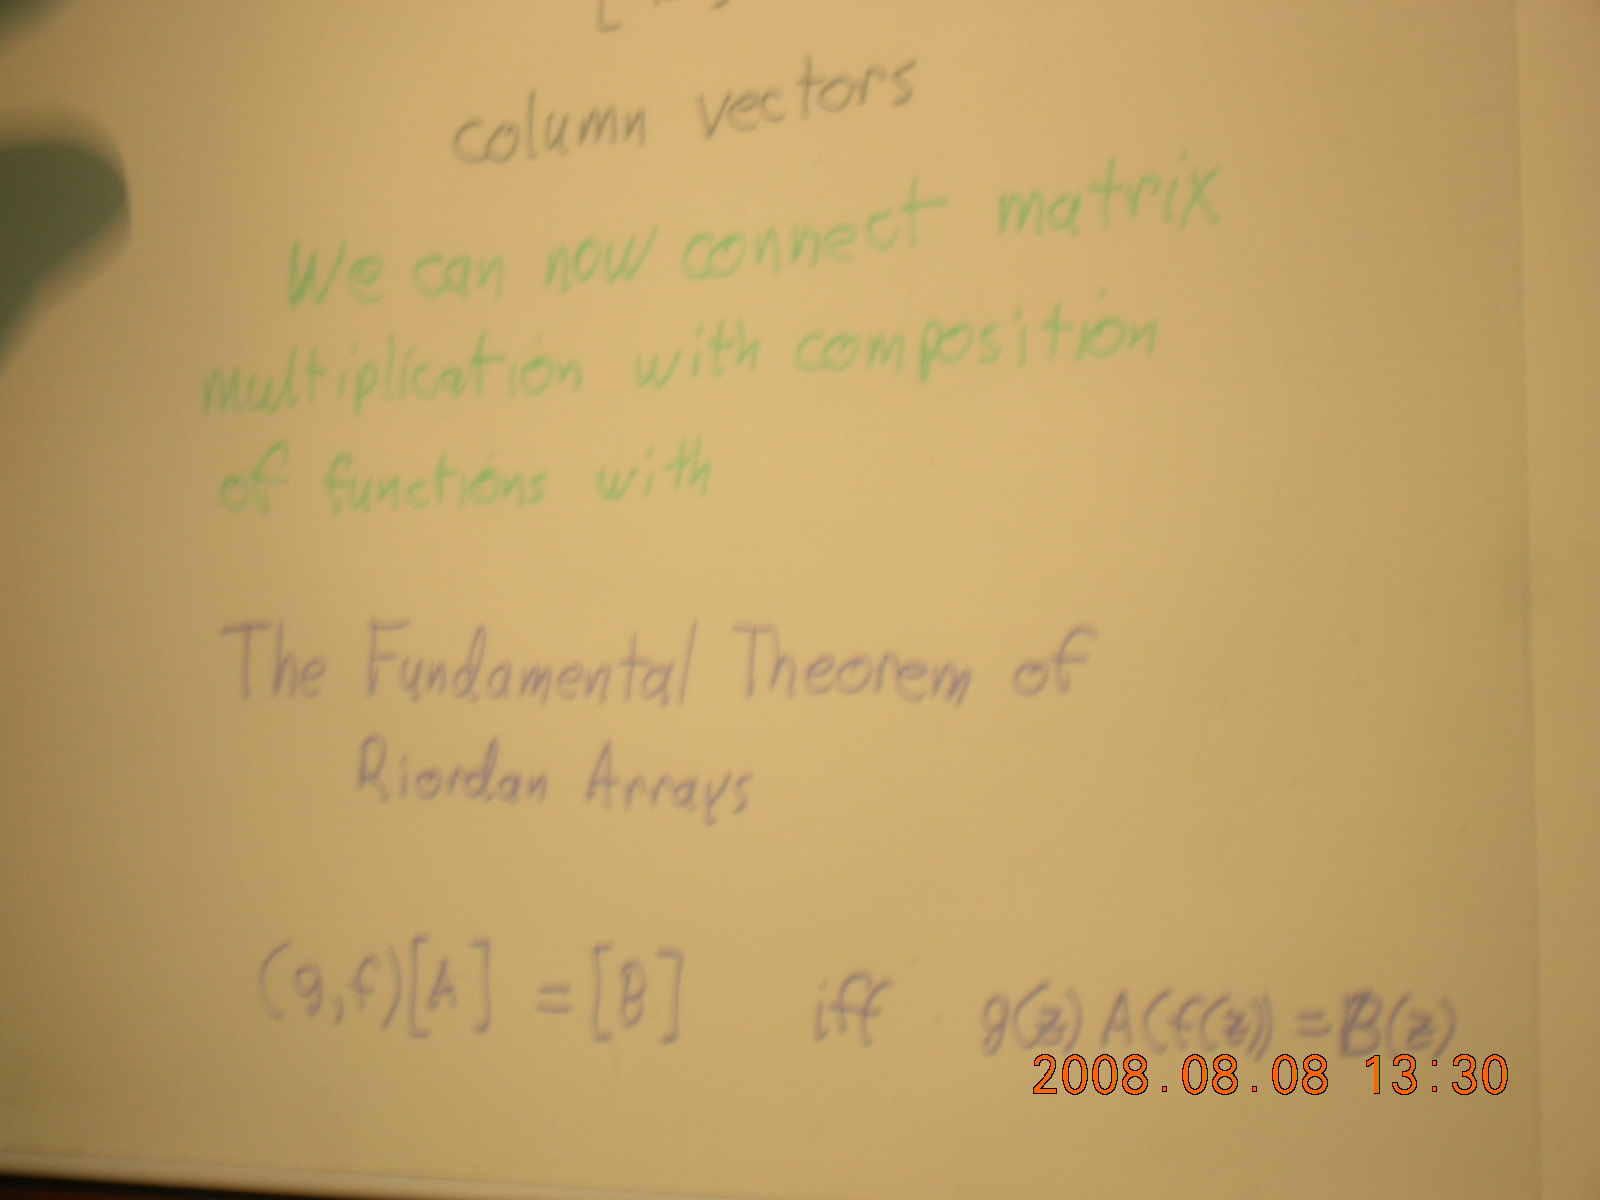 column vectors
We can now connect matrix
multiplication with composition
of functions with
The Fundamental Theorem of
Riordan Arrays
(g,f)[A] = [B] iff g(z) A(f(z)) = B(z)
2008.08.08 13:30